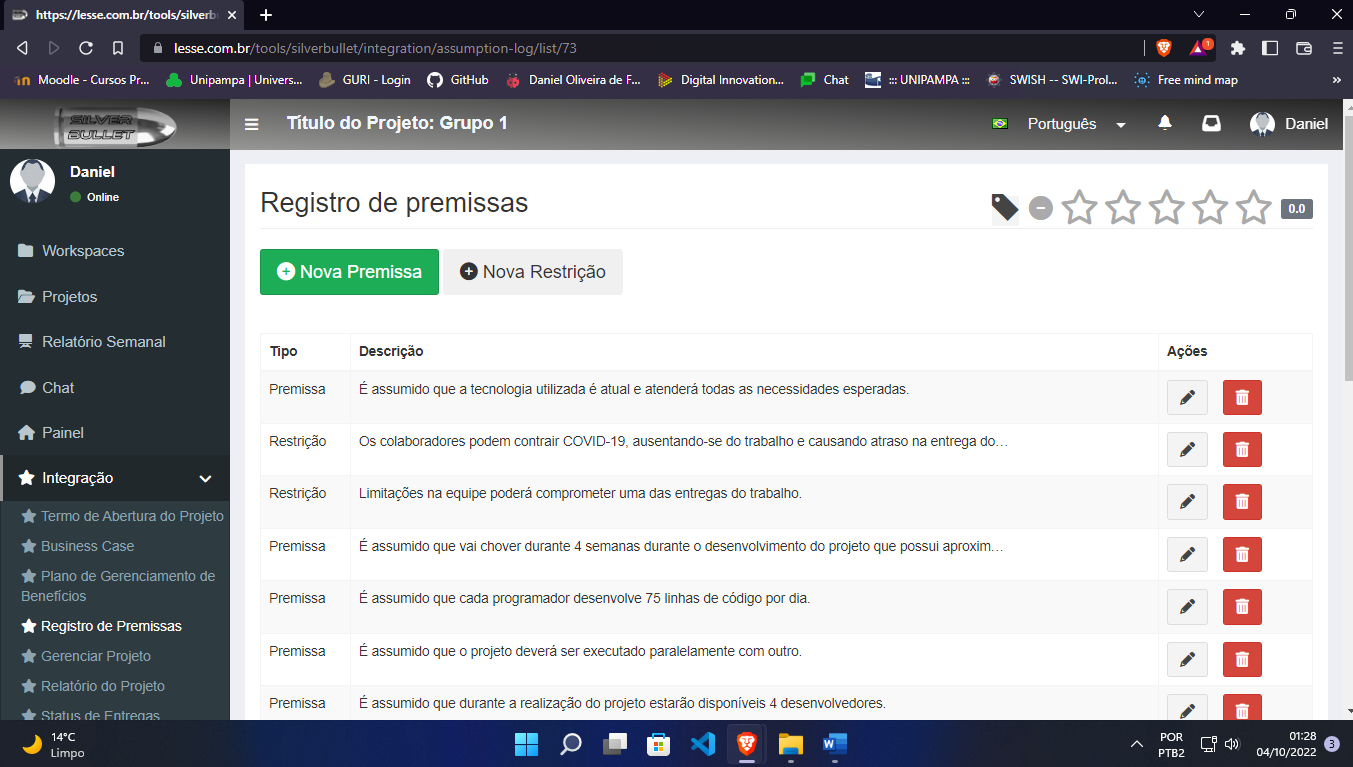 https://lesse.com.br/tools/silverb
lesse.com.br/tools/silverbullet/integration/assumption-log/list/73
1
Moodle - Cursos Pr...
Unipampa | Univers...
GURI - Login
GitHub
Daniel Oliveira de F...
Digital Innovation...
Chat
::: UNIPAMPA :::
SWISH -- SWI-Prol...
Free mind map
»
SILVER
BULLET
Título do Projeto: Grupo 1
Português
Daniel
Daniel
Online
Workspaces
Projetos
Relatório Semanal
Chat
Painel
Integração
Termo de Abertura do Projeto
Business Case
Plano de Gerenciamento de
Benefícios
Registro de Premissas
Gerenciar Projeto
Relatório do Projeto
Status de Entregas
Registro de premissas
0.0
Nova Premissa
Nova Restrição
Tipo Descrição Ações
Premissa É assumido que a tecnologia utilizada é atual e atenderá todas as necessidades esperadas.
Restrição Os colaboradores podem contrair COVID-19, ausentando-se do trabalho e causando atraso na entrega do…
Restrição Limitações na equipe poderá comprometer uma das entregas do trabalho.
Premissa É assumido que vai chover durante 4 semanas durante o desenvolvimento do projeto que possui aproxim…
Premissa É assumido que cada programador desenvolve 75 linhas de código por dia.
Premissa É assumido que o projeto deverá ser executado paralelamente com outro.
Premissa É assumido que durante a realização do projeto estarão disponíveis 4 desenvolvedores.
14°C
Limpo
POR
PTB2
01:28
04/10/2022
3